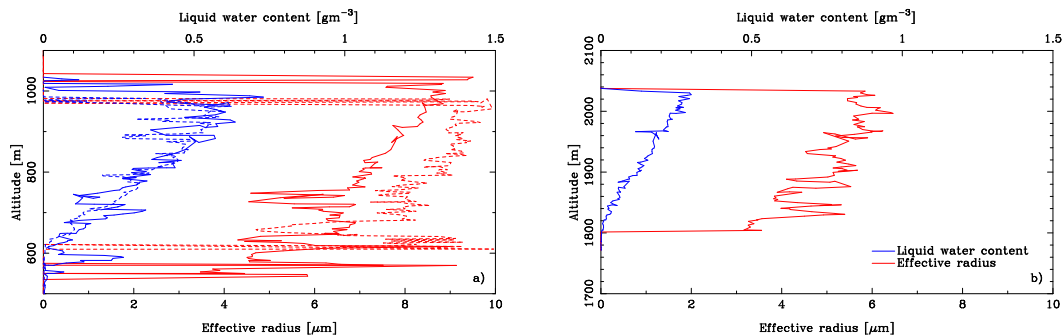 Liquid water content [gm⁻³]
0 0.5 1 1.5
1000
800
600
Altitude [m]
a)
0 2 4 6 8 10
Effective radius [μm]
Liquid water content [gm⁻³]
0 0.5 1 1.5
2100
2000
1900
1800
1700
Altitude [m]
Liquid water content
Effective radius
b)
0 2 4 6 8 10
Effective radius [μm]